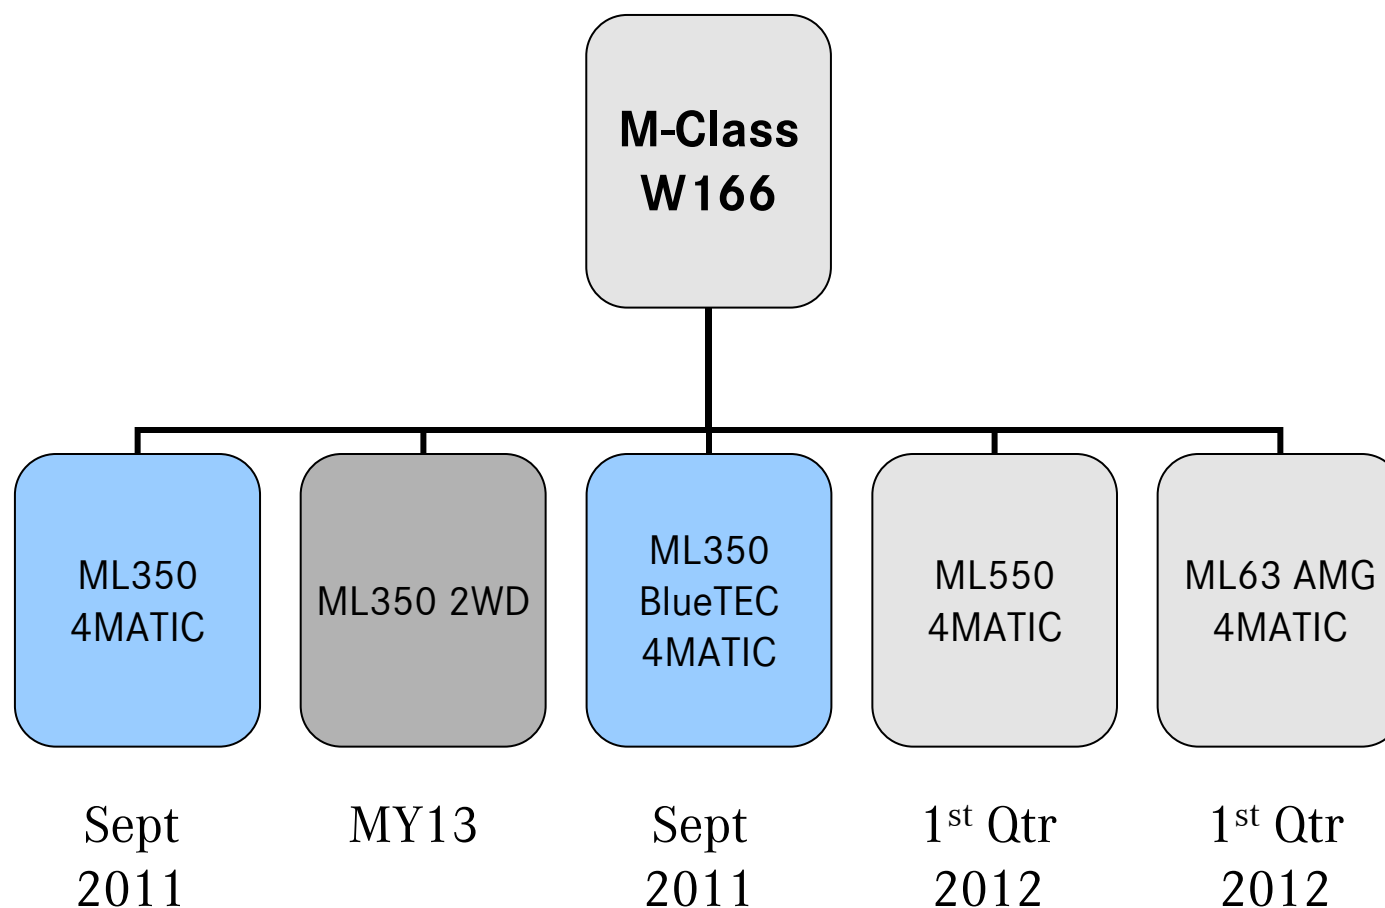 M-Class
W166
ML350
4MATIC
ML350 2WD
ML350
BlueTEC
4MATIC
ML550
4MATIC
ML63 AMG
4MATIC
Sept
2011
MY13
Sept
2011
1st Qtr
2012
1st Qtr
2012